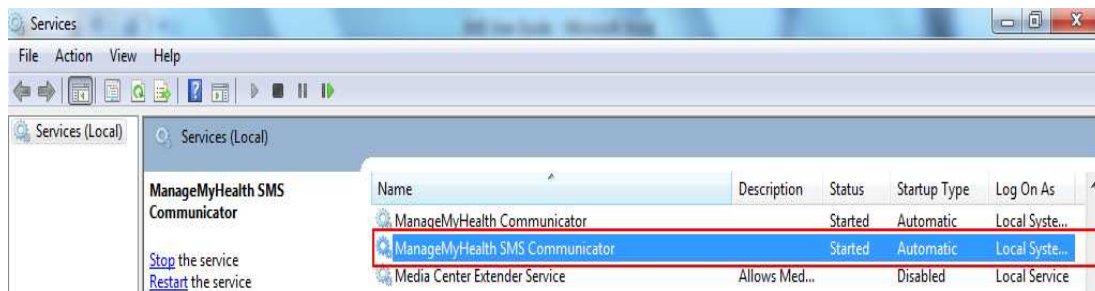 Services
File Action View Help
Services (Local)
Services (Local)
ManageMyHealth SMS Communicator
Stop the service
Restart the service
Name Description Status Startup Type Log On As
ManageMyHealth Communicator Started Automatic Local Syste...
ManageMyHealth SMS Communicator Started Automatic Local Syste...
Media Center Extender Service Allows Med... Disabled Local Service